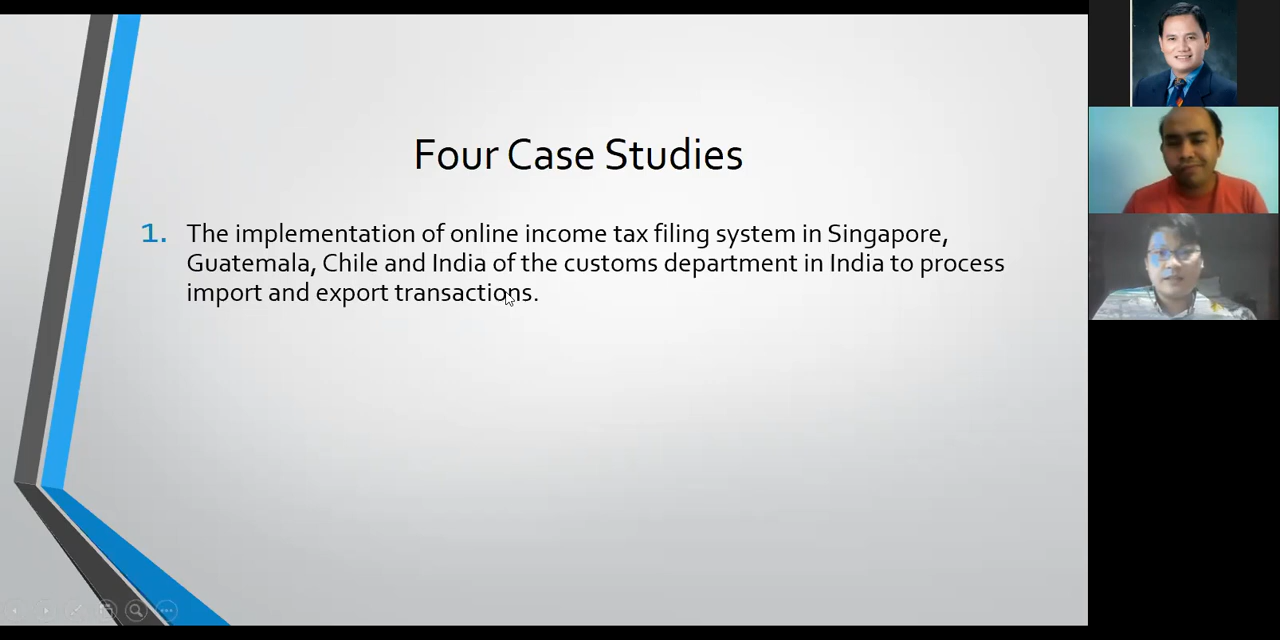 Four Case Studies
1. The implementation of online income tax filing system in Singapore,
Guatemala, Chile and India of the customs department in India to process
import and export transactions.